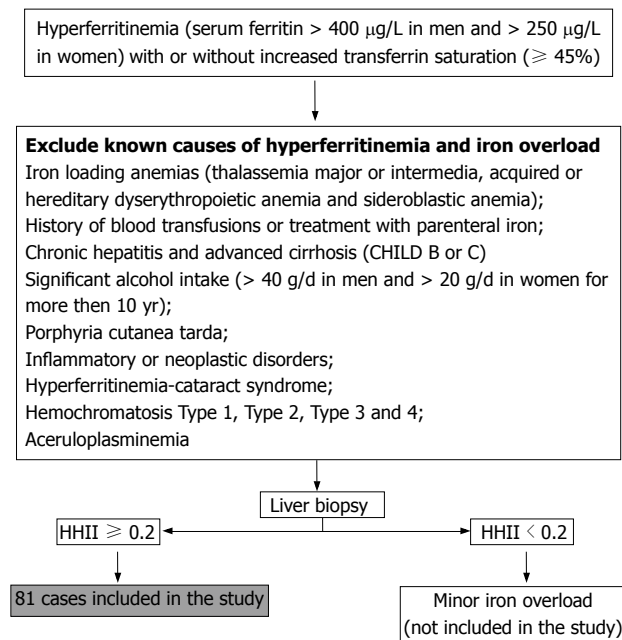 Hyperferritinemia (serum ferritin > 400 μg/L in men and > 250 μg/L
in women) with or without increased transferrin saturation (≥ 45%)
Exclude known causes of hyperferritinemia and iron overload
Iron loading anemias (thalassemia major or intermedia, acquired or
hereditary dyserythropoietic anemia and sideroblastic anemia);
History of blood transfusions or treatment with parenteral iron;
Chronic hepatitis and advanced cirrhosis (CHILD B or C)
Significant alcohol intake (> 40 g/d in men and > 20 g/d in women for
more then 10 yr);
Porphyria cutanea tarda;
Inflammatory or neoplastic disorders;
Hyperferritinemia-cataract syndrome;
Hemochromatosis Type 1, Type 2, Type 3 and 4;
Aceruloplasminemia
Liver biopsy
HHII ≥ 0.2
HHII < 0.2
81 cases included in the study
Minor iron overload
(not included in the study)